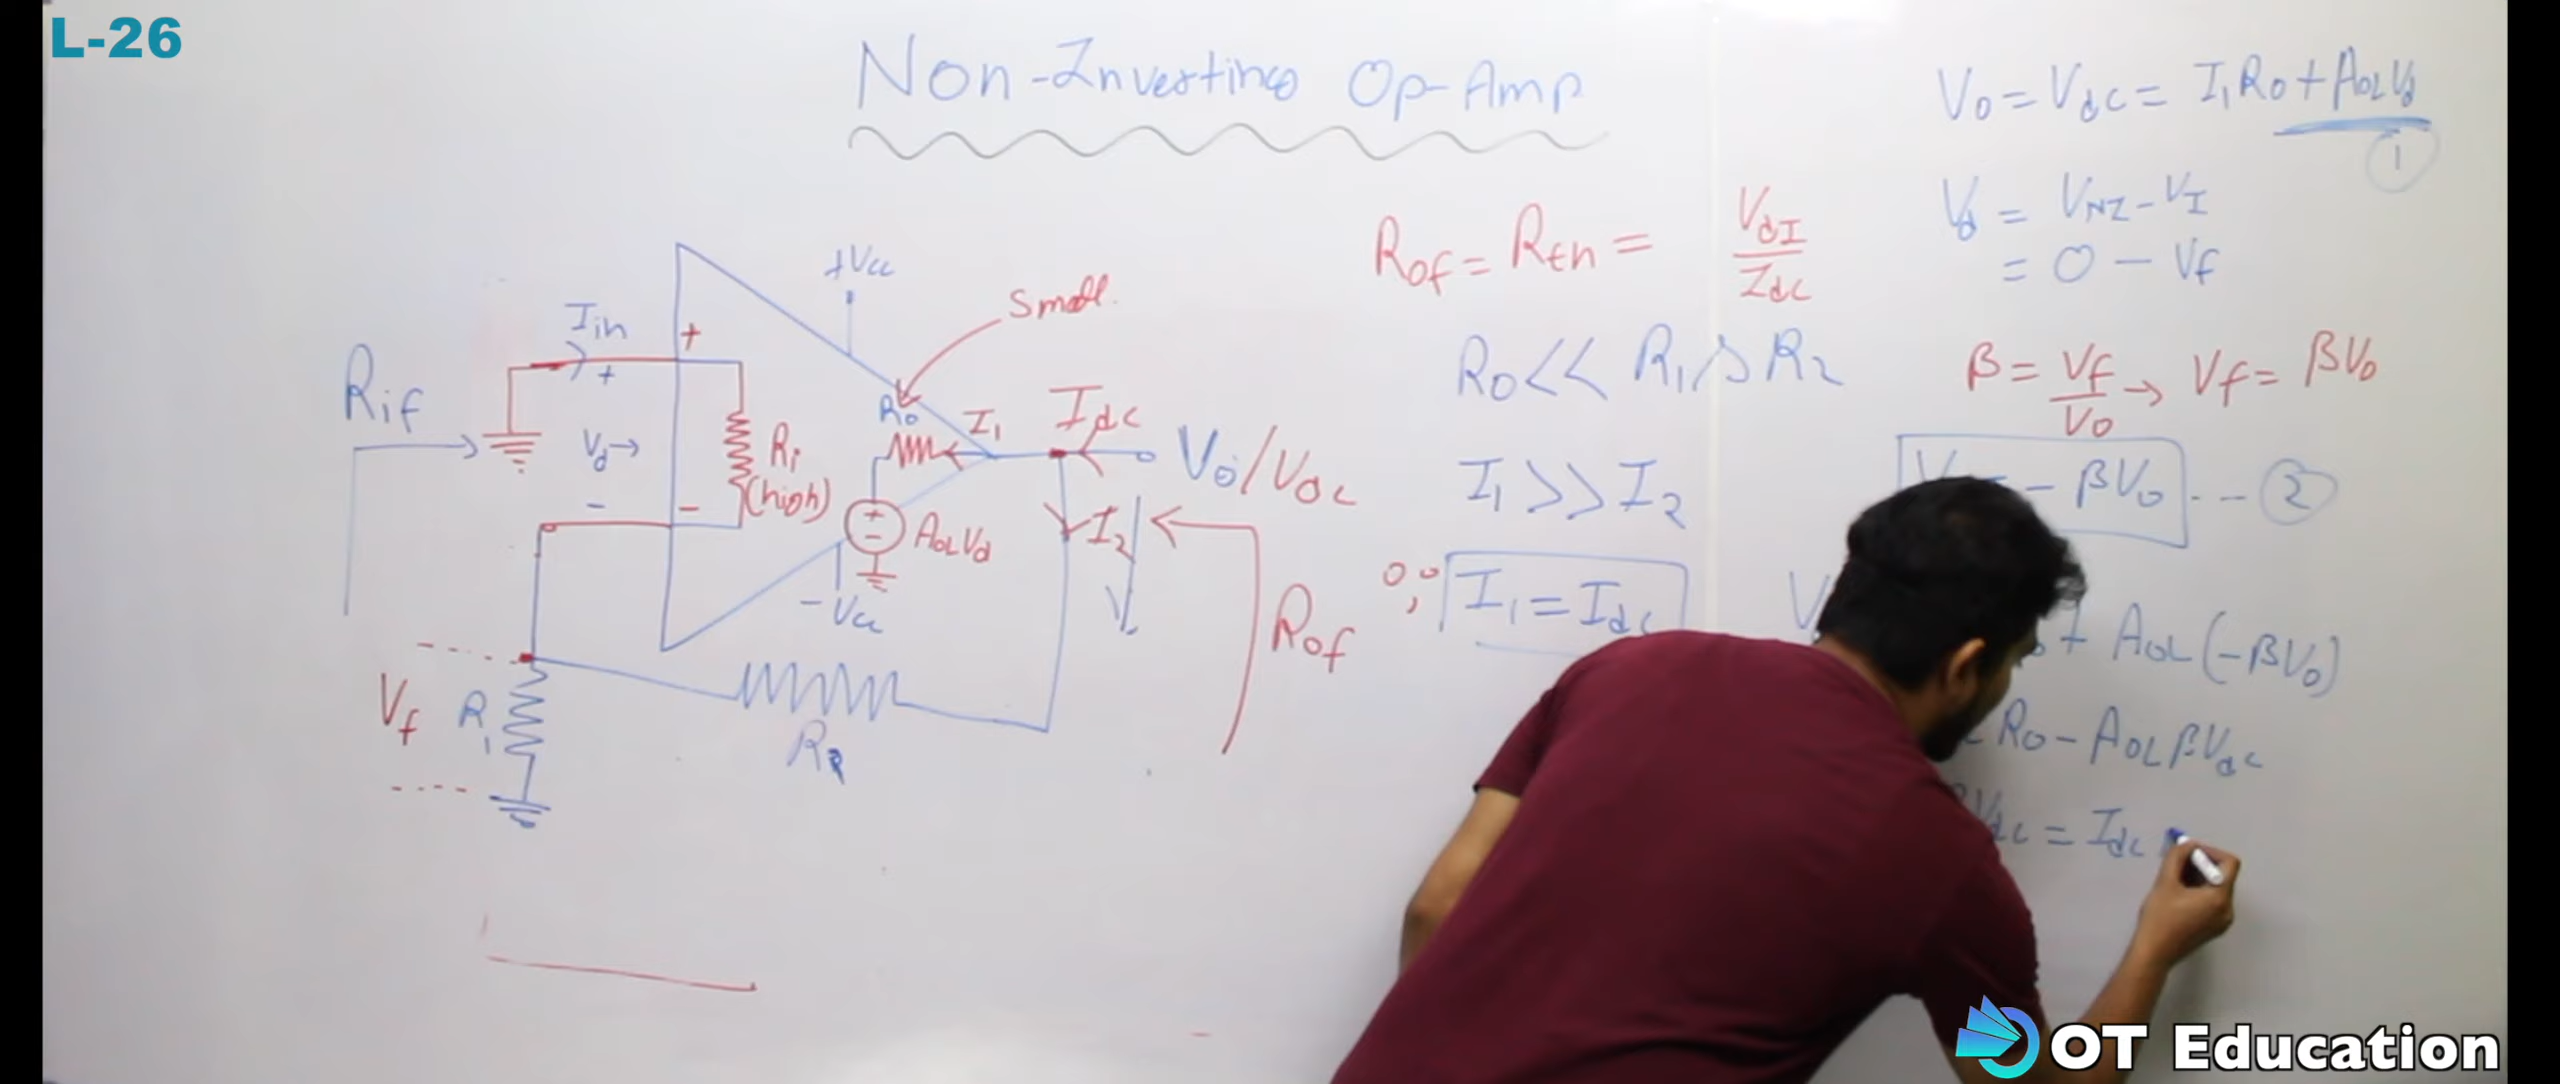 L-26
Non-Inverting Op-Amp
+Vcc
Small.
Iin
+
+
Rif
Vd→
Ri
(high)
-
-
Ro
I1
Idc
Vo/Vdc
+
-
AOLVd
I2
-Vcc
Rof
Vf
R1
R2
Rof = Rth = VdI
Idc
Ro<< R1, R2
I1 >> I2
I1 = Idc
Vo = Vdc = I1Ro + AOLVd
1
Vd = VNI - VI
= 0 - Vf
β = Vf → Vf = βVo
Vo
- βVo -- 2
+ AOL(-βVo)
Ro - AOLβVdc
Vdc = Idc
OT Education